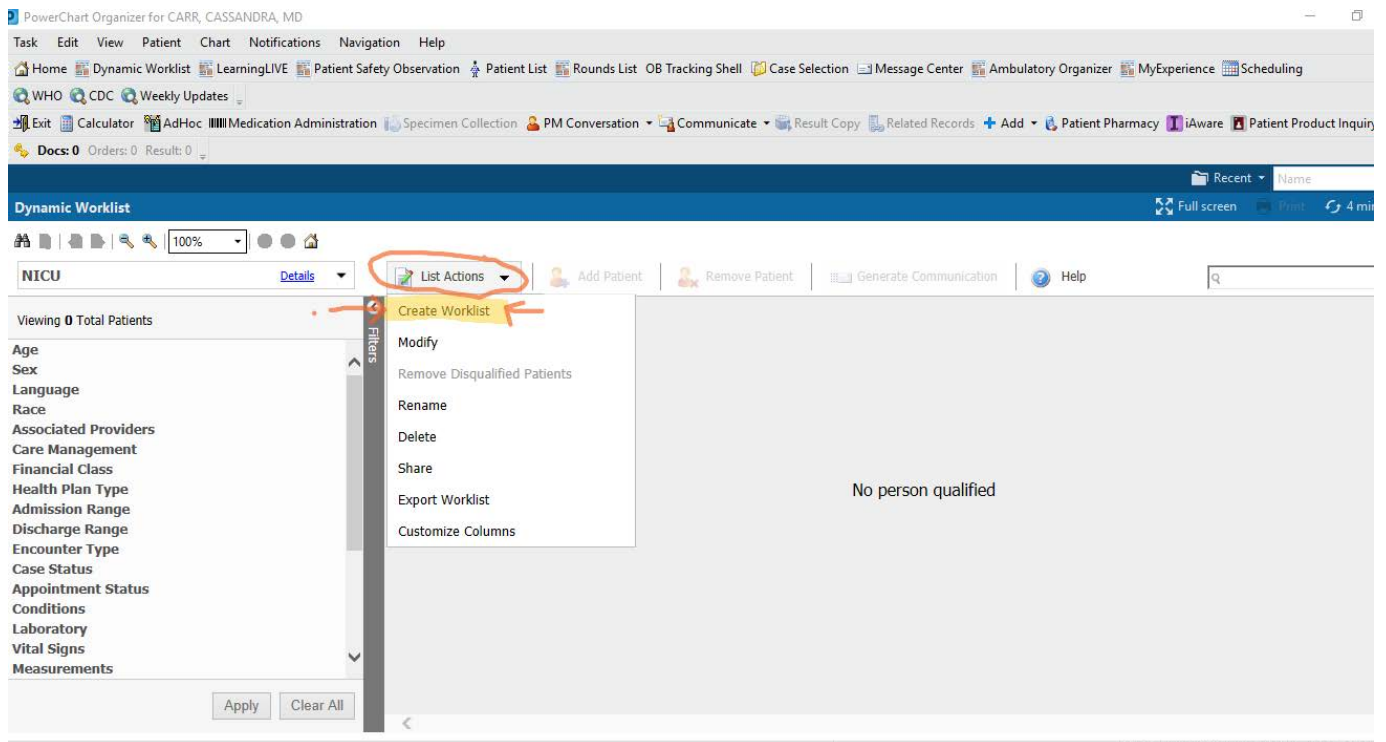 PowerChart Organizer for CARR, CASSANDRA, MD
Task Edit View Patient Chart Notifications Navigation Help
Home Dynamic Worklist LearningLIVE Patient Safety Observation Patient List Rounds List OB Tracking Shell Case Selection Message Center Ambulatory Organizer MyExperience Scheduling
WHO CDC Weekly Updates
Exit Calculator AdHoc Medication Administration Specimen Collection PM Conversation Communicate Result Copy Related Records Add Patient Pharmacy iAware Patient Product Inquiry
Docs: 0 Orders: 0 Result: 0
Recent Name
Dynamic Worklist Full screen Print 4 min
100%
NICU Details List Actions Add Patient Remove Patient Generate Communication Help
Viewing 0 Total Patients
Filters
Age
Sex
Language
Race
Associated Providers
Care Management
Financial Class
Health Plan Type
Admission Range
Discharge Range
Encounter Type
Case Status
Appointment Status
Conditions
Laboratory
Vital Signs
Measurements
Apply Clear All
Create Worklist
Modify
Remove Disqualified Patients
Rename
Delete
Share
Export Worklist
Customize Columns
No person qualified